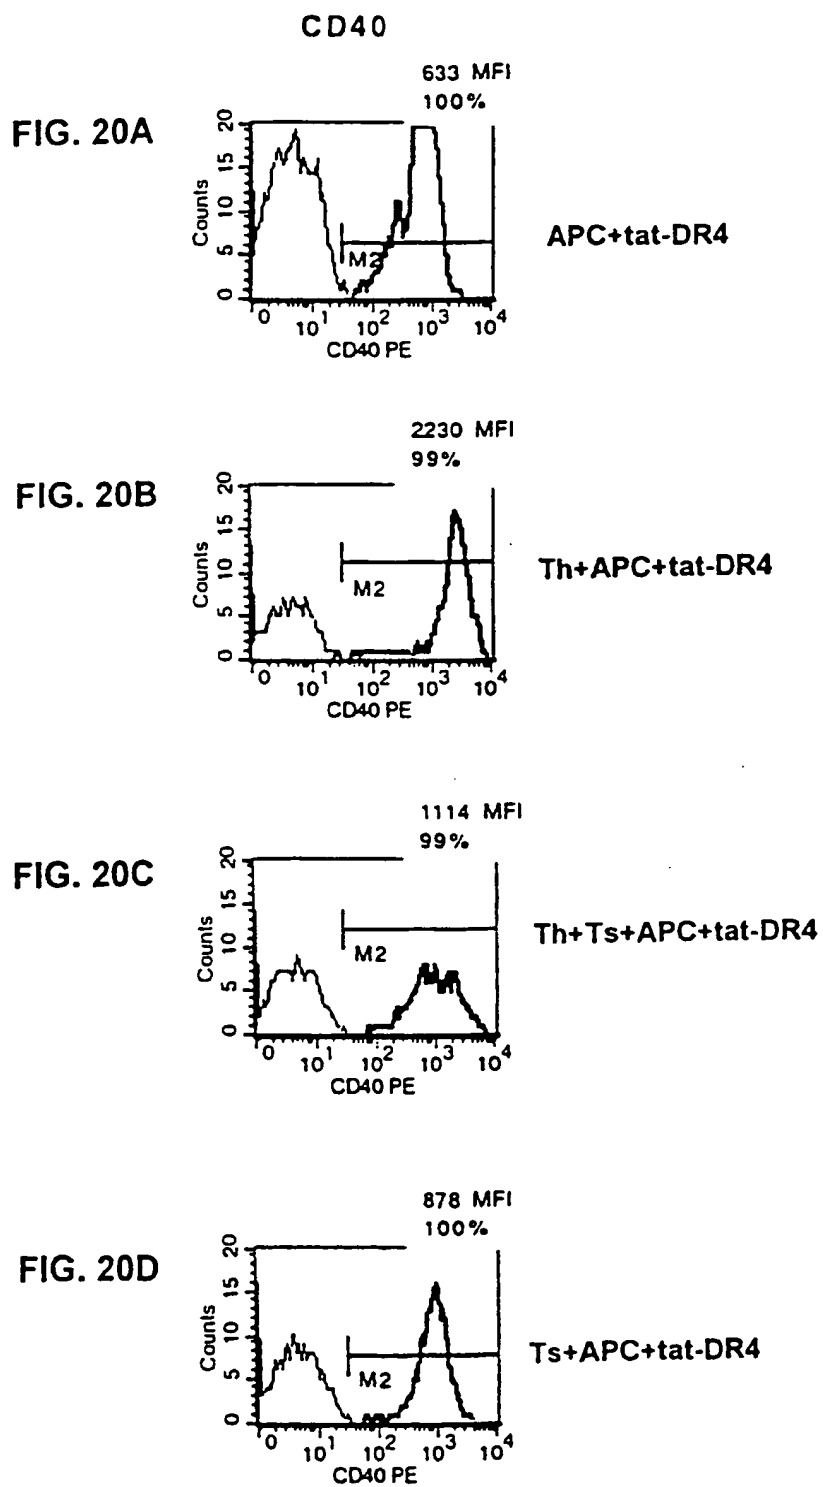 CD40
633 MFI
100%
FIG. 20A
20
15
10
5
0
Counts
M2
APC+tat-DR4
0 10¹ 10² 10³ 10⁴
CD40 PE
2230 MFI
99%
FIG. 20B
20
15
10
5
0
Counts
M2
Th+APC+tat-DR4
0 10¹ 10² 10³ 10⁴
CD40 PE
1114 MFI
99%
FIG. 20C
20
15
10
5
0
Counts
M2
Th+Ts+APC+tat-DR4
0 10¹ 10² 10³ 10⁴
CD40 PE
878 MFI
100%
FIG. 20D
20
15
10
5
0
Counts
M2
Ts+APC+tat-DR4
0 10¹ 10² 10³ 10⁴
CD40 PE